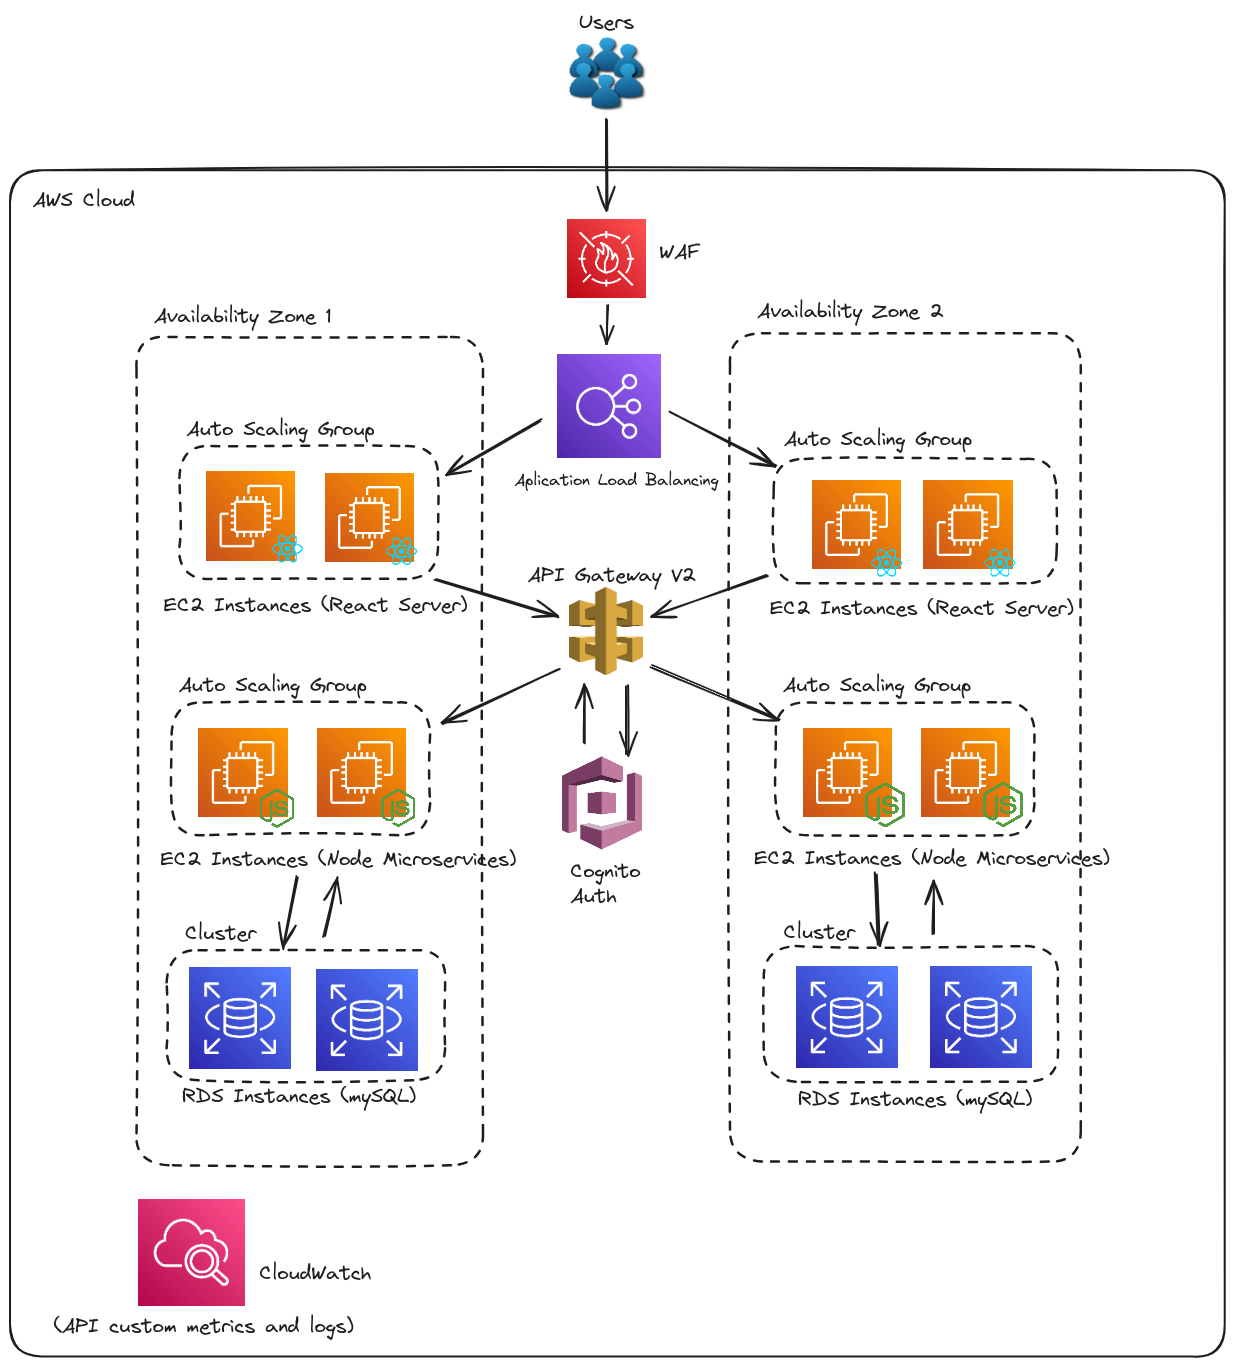 Users
AWS Cloud
WAF
Availability Zone 1
Availability Zone 2
Auto Scaling Group
Auto Scaling Group
Aplication Load Balancing
API Gateway V2
EC2 Instances (React Server)
EC2 Instances (React Server)
Auto Scaling Group
Auto Scaling Group
JS
JS
JS
JS
EC2 Instances (Node Microservices)
EC2 Instances (Node Microservices)
Cognito
Auth
Cluster
Cluster
RDS Instances (mySQL)
RDS Instances (mySQL)
CloudWatch
(API custom metrics and logs)